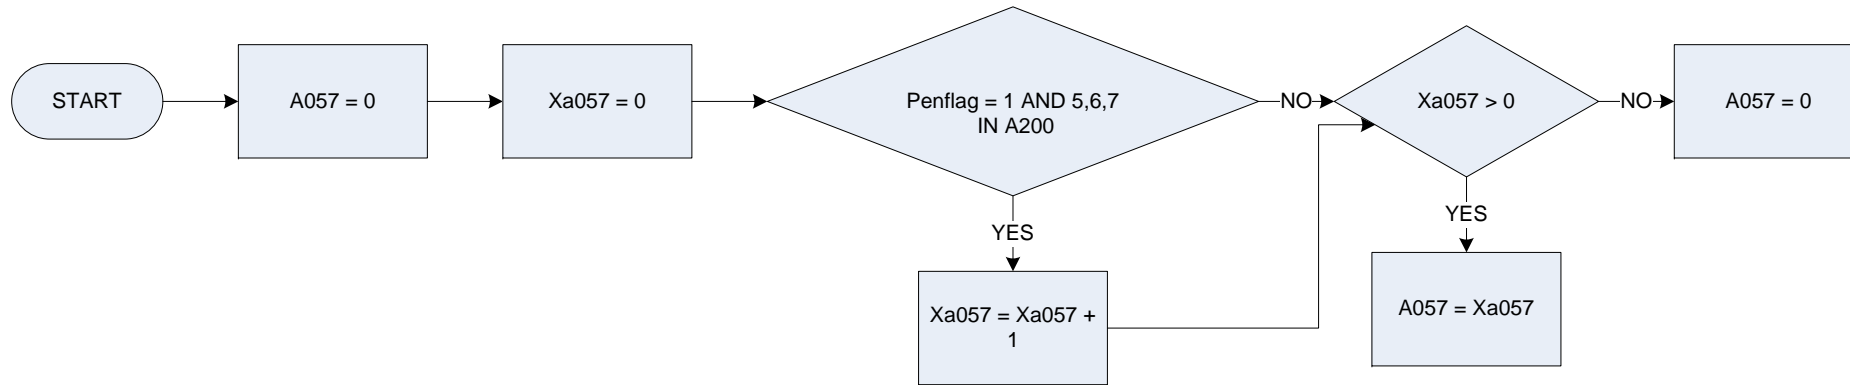 START
A057 = 0
Xa057 = 0
Penflag = 1 AND 5,6,7
IN A200
NO
Xa057 > 0
NO
A057 = 0
YES
YES
Xa057 = Xa057 +
1
A057 = Xa057